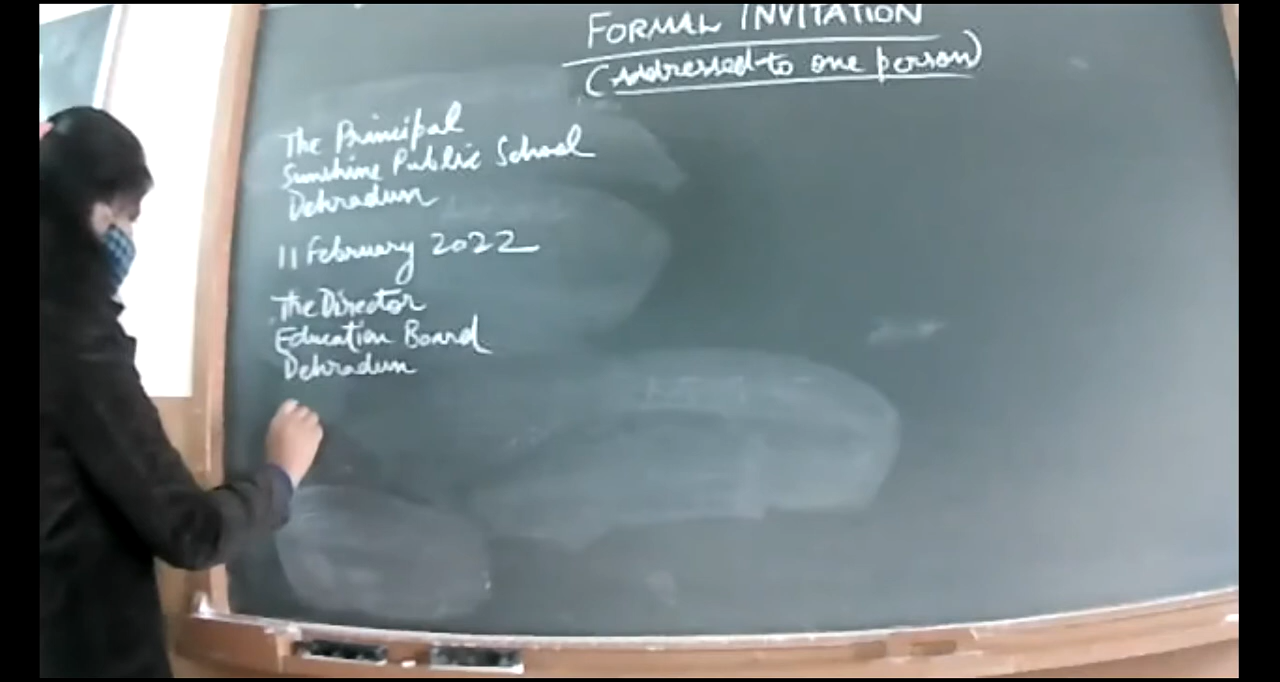 FORMAL INVITATION
(Addressed to one person)
The Principal
Sunshine Public School
Dehradun
11 February 2022
The Director
Education Board
Dehradun